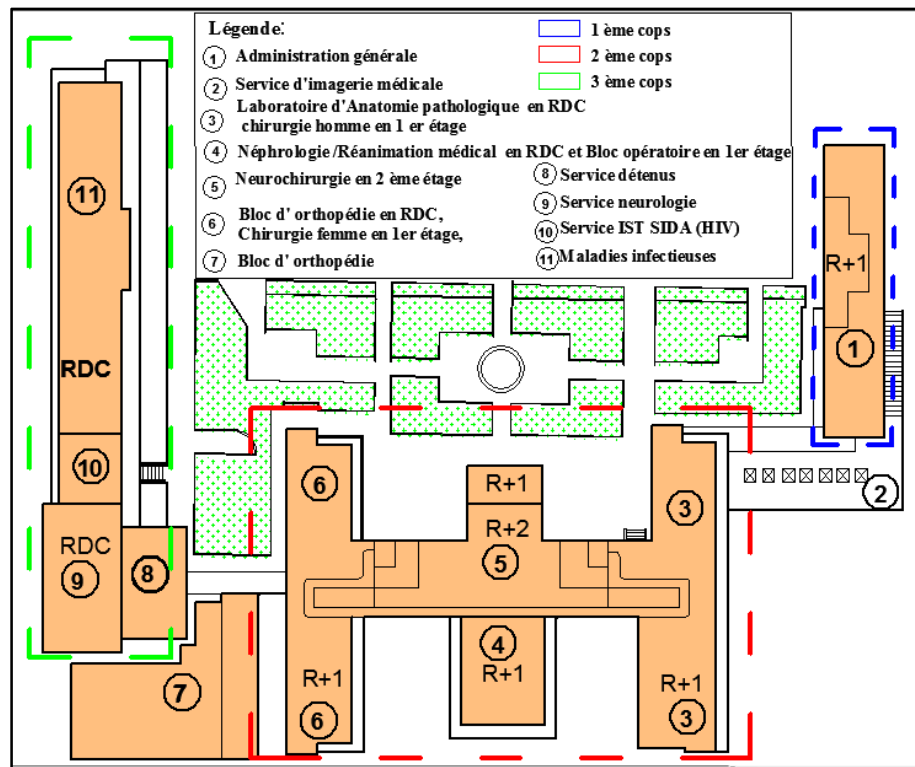 Légende:
1 Administration générale
2 Service d'imagerie médicale
3 Laboratoire d'Anatomie pathologique en RDC
chirurgie homme en 1 er étage
4 Néphrologie /Réanimation médical en RDC et Bloc opératoire en 1er étage
5 Neurochirurgie en 2 ème étage
6 Bloc d' orthopédie en RDC,
Chirurgie femme en 1er étage,
7 Bloc d' orthopédie
1 ème cops
2 ème cops
3 ème cops
8 Service détenus
9 Service neurologie
10 Service IST SIDA (HIV)
11 Maladies infectieuses
11
RDC
10
RDC
9
8
7
6
R+1
6
R+1
R+2
5
4
R+1
3
R+1
3
R+1
1
2